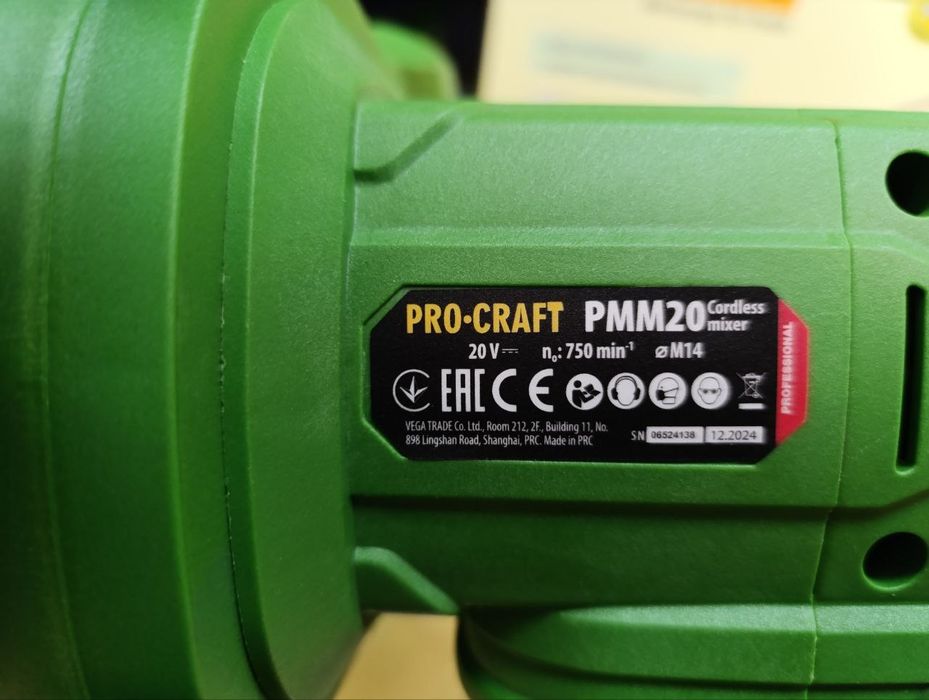 PRO·CRAFT PMM20 Cordless mixer
20 V n₀: 750 min⁻¹ ⌀ M14
EAC CE
VEGA TRADE Co. Ltd., Room 212, 2F., Building 11, No.
898 Lingshan Road, Shanghai, PRC. Made in PRC
SN 06524138 12.2024
PROFESSIONAL